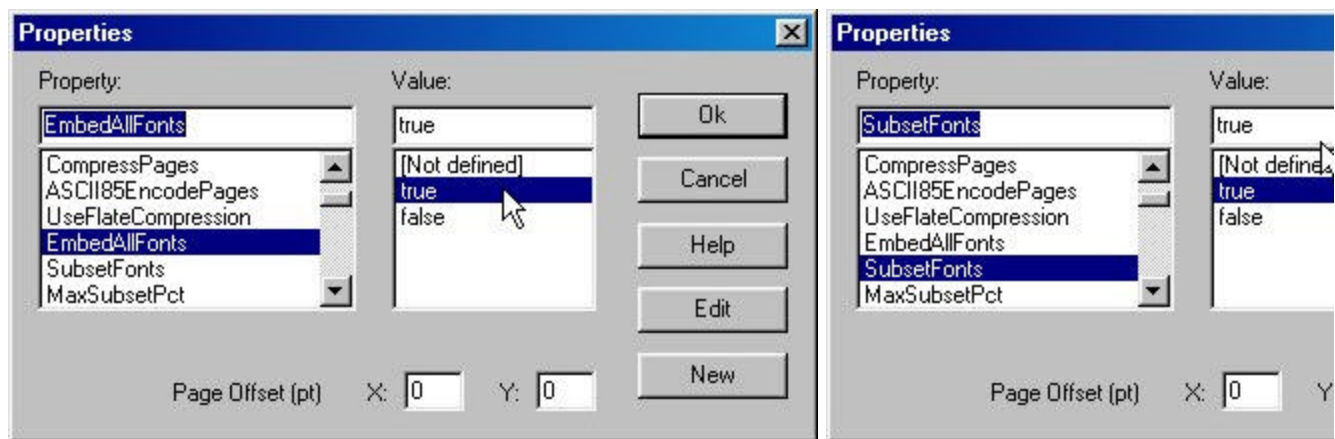 Properties
Property:
Value:
EmbedAllFonts
true
CompressPages
ASCII85EncodePages
UseFlateCompression
EmbedAllFonts
SubsetFonts
MaxSubsetPct
[Not defined]
true
false
Ok
Cancel
Help
Edit
New
Page Offset (pt) X: 0 Y: 0
Properties
Property:
Value:
SubsetFonts
true
CompressPages
ASCII85EncodePages
UseFlateCompression
EmbedAllFonts
SubsetFonts
MaxSubsetPct
[Not define
true
false
Page Offset (pt) X: 0 Y